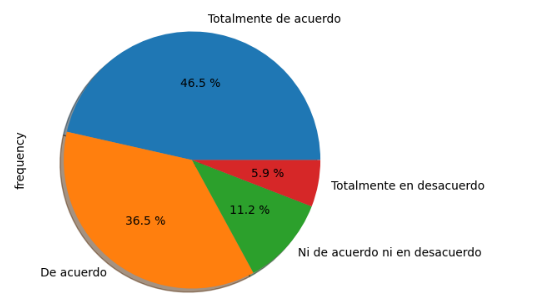 Totalmente de acuerdo
46.5 %
frequency
5.9 %
Totalmente en desacuerdo
11.2 %
36.5 %
Ni de acuerdo ni en desacuerdo
De acuerdo